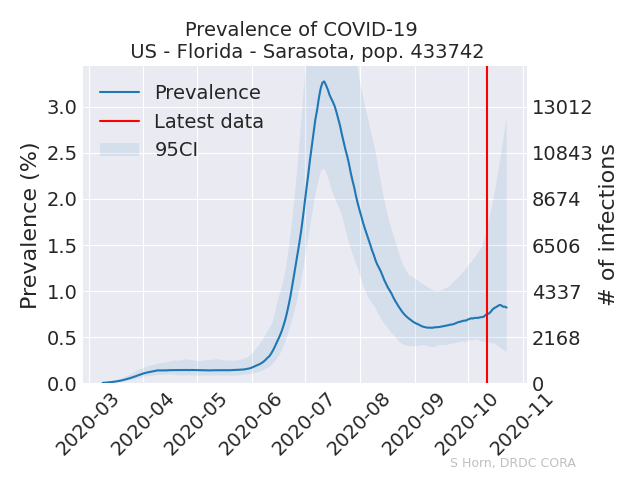 Prevalence of COVID-19
US - Florida - Sarasota, pop. 433742
Prevalence
Latest data
95CI
Prevalence (%)
3.0
2.5
2.0
1.5
1.0
0.5
0.0
13012
10843
8674
6506
4337
2168
0
# of infections
2020-03
2020-04
2020-05
2020-06
2020-07
2020-08
2020-09
2020-10
2020-11
S Horn, DRDC CORA